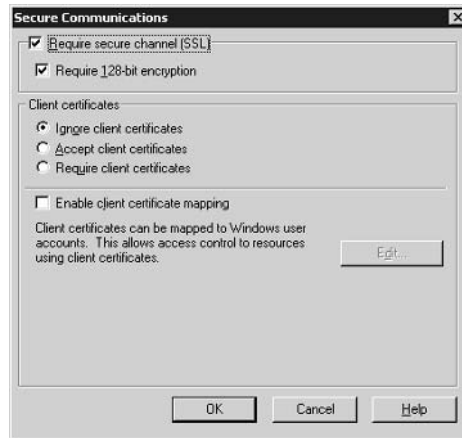 Secure Communications
Require secure channel (SSL)
Require 128-bit encryption
Client certificates
Ignore client certificates
Accept client certificates
Require client certificates
Enable client certificate mapping
Client certificates can be mapped to Windows user
accounts. This allows access control to resources
using client certificates.
Edit...
OK
Cancel
Help